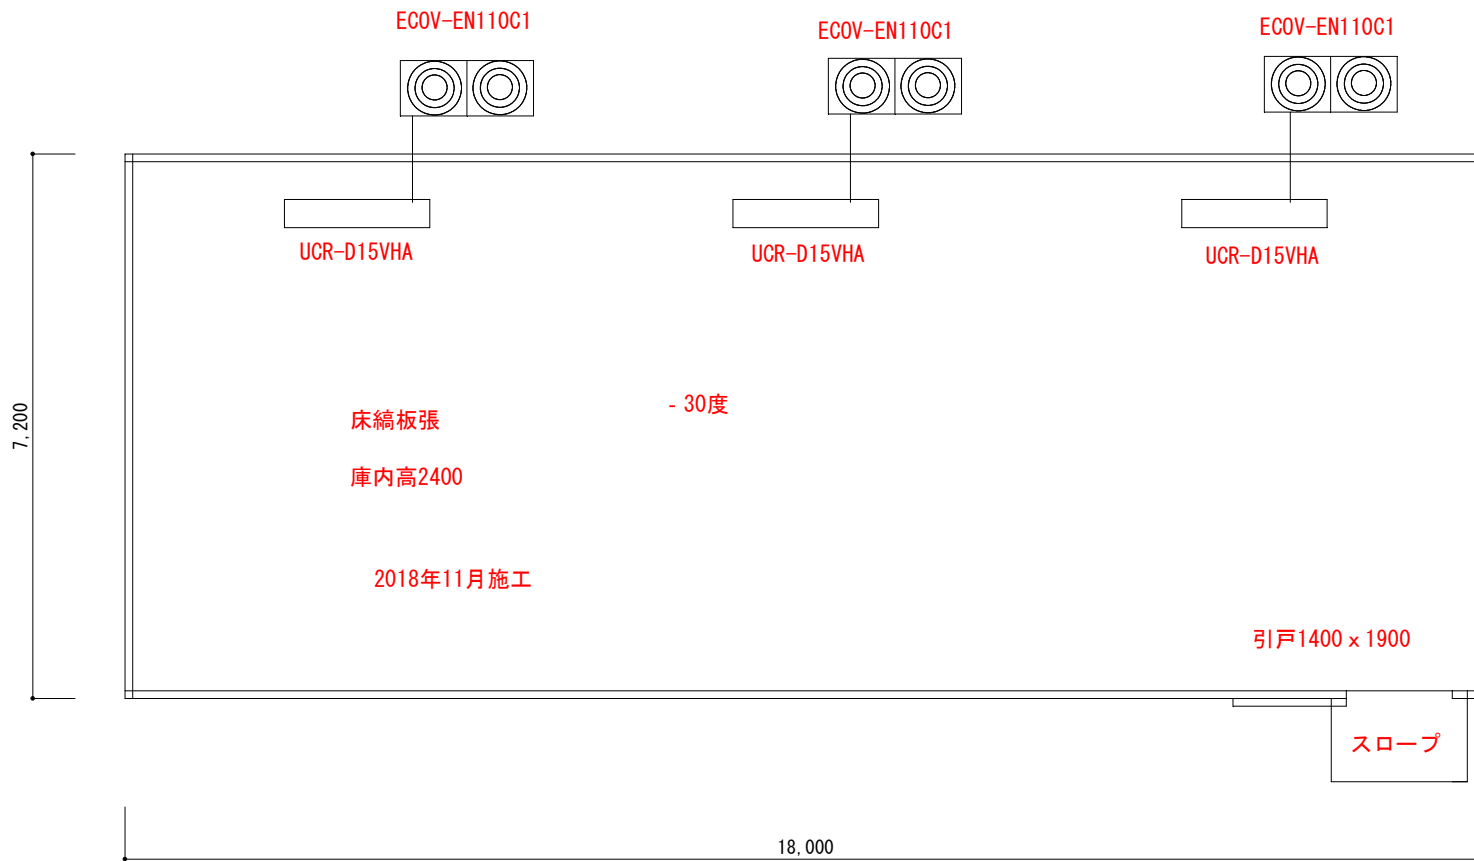 ECOV-EN110C1
ECOV-EN110C1
ECOV-EN110C1
UCR-D15VHA
UCR-D15VHA
UCR-D15VHA
7,200
床縞板張
- 30度
庫内高2400
2018年11月施工
引戸1400 x 1900
スロープ
18,000